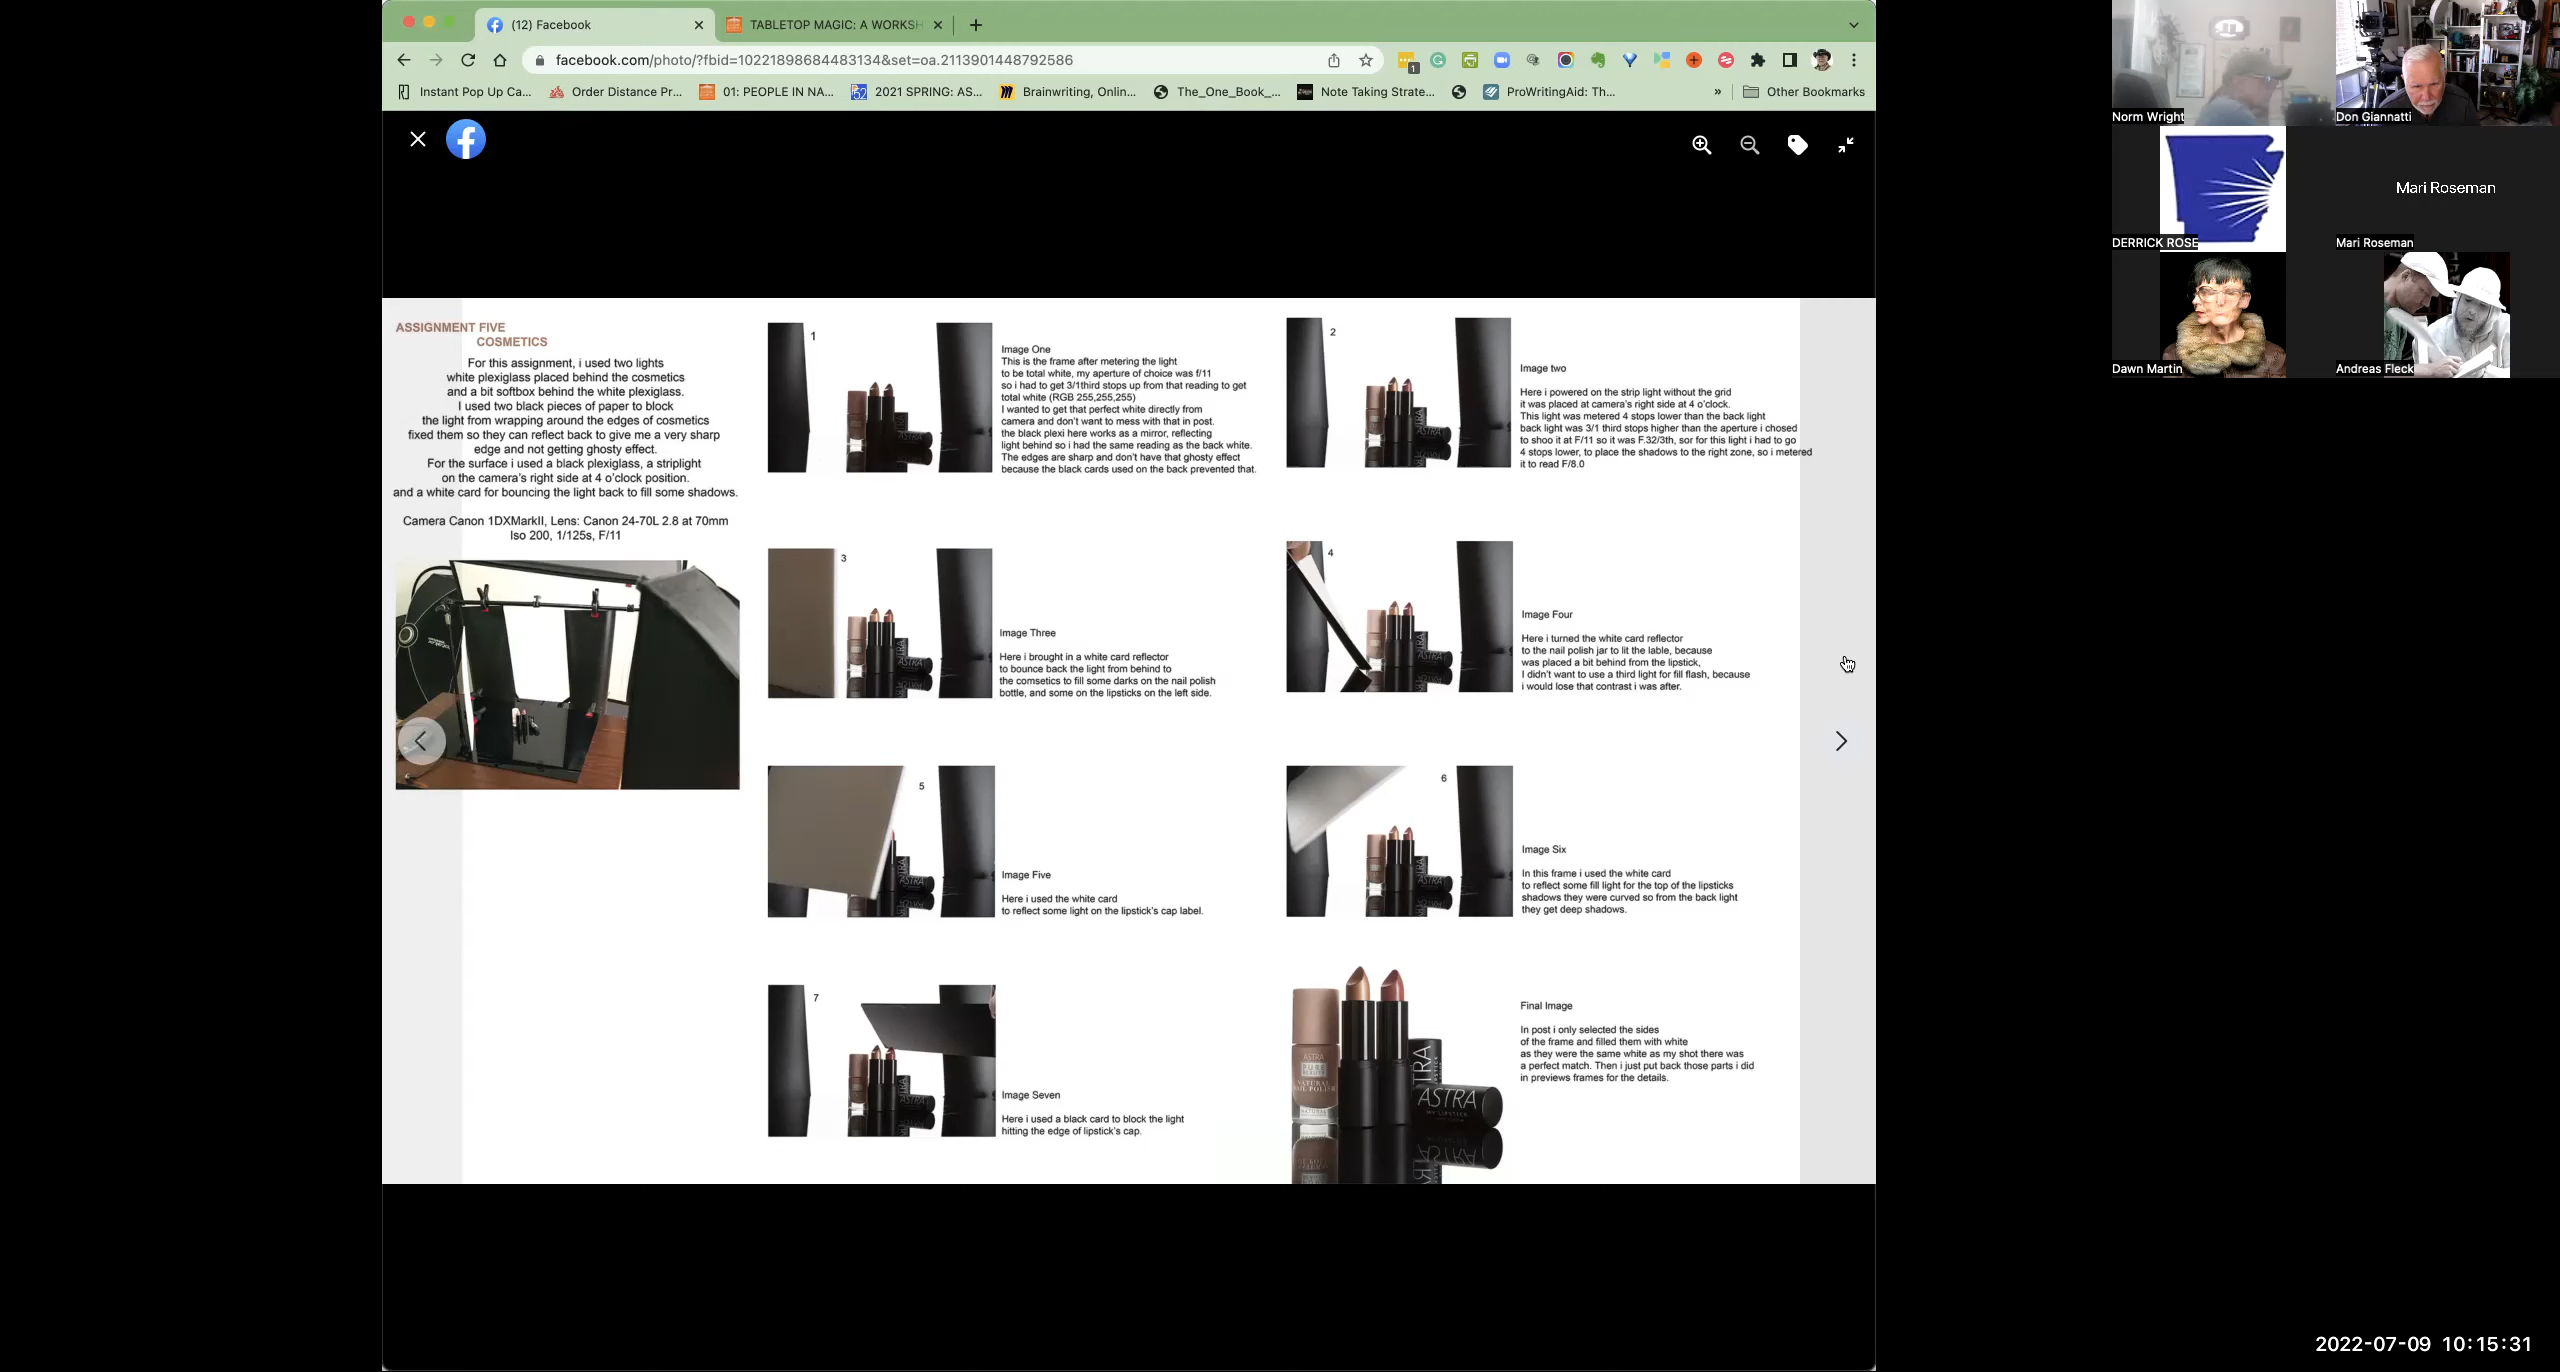 (12) Facebook
TABLETOP MAGIC: A WORKSH
facebook.com/photo/?fbid=10221898684483134&set=oa.2113901448792586
1
Instant Pop Up Ca...
Order Distance Pr...
01: PEOPLE IN NA...
2021 SPRING: AS...
Brainwriting, Onlin...
The_One_Book_...
Note Taking Strate...
ProWritingAid: Th...
»
Other Bookmarks
Norm Wright
Don Giannatti
DERRICK ROSE
Mari Roseman
Mari Roseman
Dawn Martin
Andreas Fleck
ASSIGNMENT FIVE
COSMETICS
For this assignment, i used two lights
white plexiglass placed behind the cosmetics
and a bit softbox behind the white plexiglass.
I used two black pieces of paper to block
the light from wrapping around the edges of cosmetics
fixed them so they can reflect back to give me a very sharp
edge and not getting ghosty effect.
For the surface i used a black plexiglass, a striplight
on the camera's right side at 4 o'clock position.
and a white card for bouncing the light back to fill some shadows.
Camera Canon 1DXMarkII, Lens: Canon 24-70L 2.8 at 70mm
Iso 200, 1/125s, F/11
1
Image One
This is the frame after metering the light
to be total white, my aperture of choice was f/11
so i had to get 3/1third stops up from that reading to get
total white (RGB 255,255,255)
I wanted to get that perfect white directly from
camera and don't want to mess with that in post.
the black plexi here works as a mirror, reflecting
light behind so i had the same reading as the back white.
The edges are sharp and don't have that ghosty effect
because the black cards used on the back prevented that.
2
Image two
Here i powered on the strip light without the grid
it was placed at camera's right side at 4 o'clock.
This light was metered 4 stops lower than the back light
back light was 3/1 third stops higher than the aperture i chosed
to shoo it at F/11 so it was F.32/3th, sor for this light i had to go
4 stops lower, to place the shadows to the right zone, so i metered
it to read F/8.0
3
Image Three
Here i brought in a white card reflector
to bounce back the light from behind to
the comsetics to fill some darks on the nail polish
bottle, and some on the lipsticks on the left side.
ASTRA
4
Image Four
Here i turned the white card reflector
to the nail polish jar to lit the lable, because
was placed a bit behind from the lipstick,
I didn't want to use a third light for fill flash, because
i would lose that contrast i was after.
ASTRA
5
Image Five
Here i used the white card
to reflect some light on the lipstick's cap label.
ASTRA
6
Image Six
In this frame i used the white card
to reflect some fill light for the top of the lipsticks
shadows they were curved so from the back light
they get deep shadows.
ASTRA
7
Image Seven
Here i used a black card to block the light
hitting the edge of lipstick's cap.
ASTRA
Final Image
In post i only selected the sides
of the frame and filled them with white
as they were the same white as my shot there was
a perfect match. Then i just put back those parts i did
in previews frames for the details.
ASTRA
PURE
BEAUTY
NATURAL
NAIL POLISH
ASTRA
MY LIPSTICK
2022-07-09 10:15:31